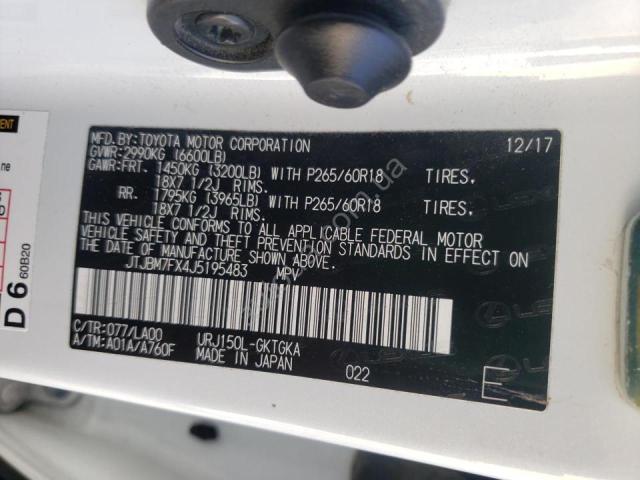 MFD.BY:TOYOTA MOTOR CORPORATION 12/17
GVWR:2990KG (6600LB)
GAWR:FRT. 1450KG (3200LB) WITH P265/60R18 TIRES,
18X7 1/2J RIMS.
RR. 1795KG (3965LB) WITH P265/60R18 TIRES,
18X7 1/2J RIMS.
THIS VEHICLE CONFORMS TO ALL APPLICABLE FEDERAL MOTOR
VEHICLE SAFETY AND THEFT PREVENTION STANDARDS IN EFFECT ON
THE DATE OF MANUFACTURE SHOWN ABOVE.
JTJBM7FX4J5195483 MPV
C/TR:077/LA00 URJ150L-GKTGKA
A/TM:A01A/A760F MADE IN JAPAN 022
E
D 6
60B20